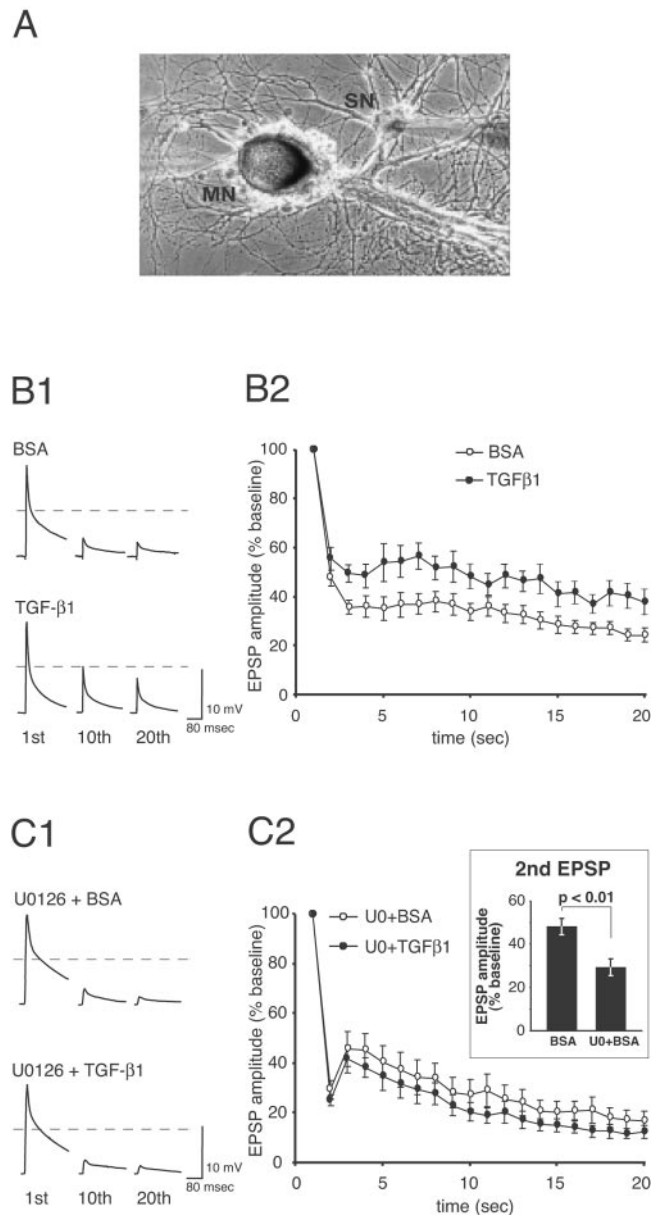 A
SN
MN
B1
BSA
TGF-β1
10 mV
80 msec
1st 10th 20th
B2
EPSP amplitude (% baseline)
100
80
60
40
20
0
BSA
TGFβ1
0 5 10 15 20
time (sec)
C1
U0126 + BSA
U0126 + TGF-β1
10 mV
80 msec
1st 10th 20th
C2
EPSP amplitude (% baseline)
100
80
60
40
20
0
U0+BSA
U0+TGFβ1
0 5 10 15 20
time (sec)
2nd EPSP
p < 0.01
EPSP amplitude
(% baseline)
60
40
20
0
BSA U0+BSA